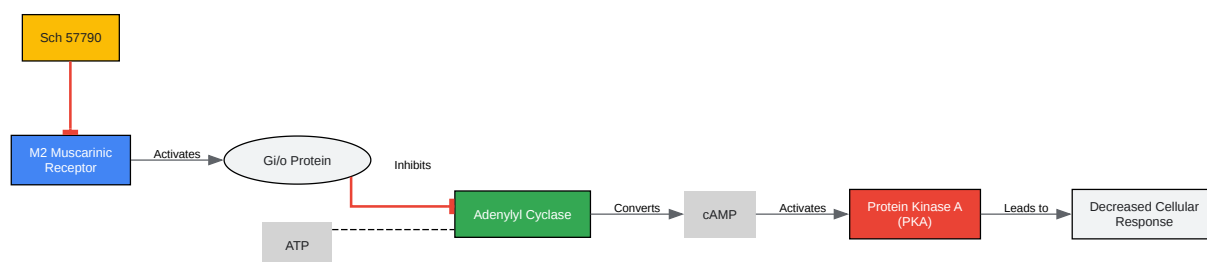 Sch 57790
M2 Muscarinic
Receptor
Activates
Gi/o Protein
Inhibits
ATP
Adenylyl Cyclase
Converts
cAMP
Activates
Protein Kinase A
(PKA)
Leads to
Decreased Cellular
Response